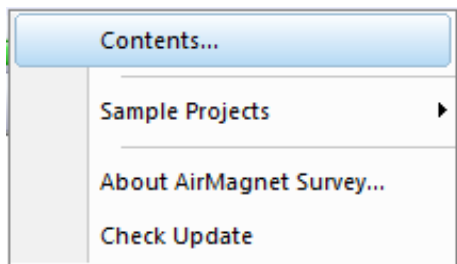 Contents...
Sample Projects
About AirMagnet Survey...
Check Update